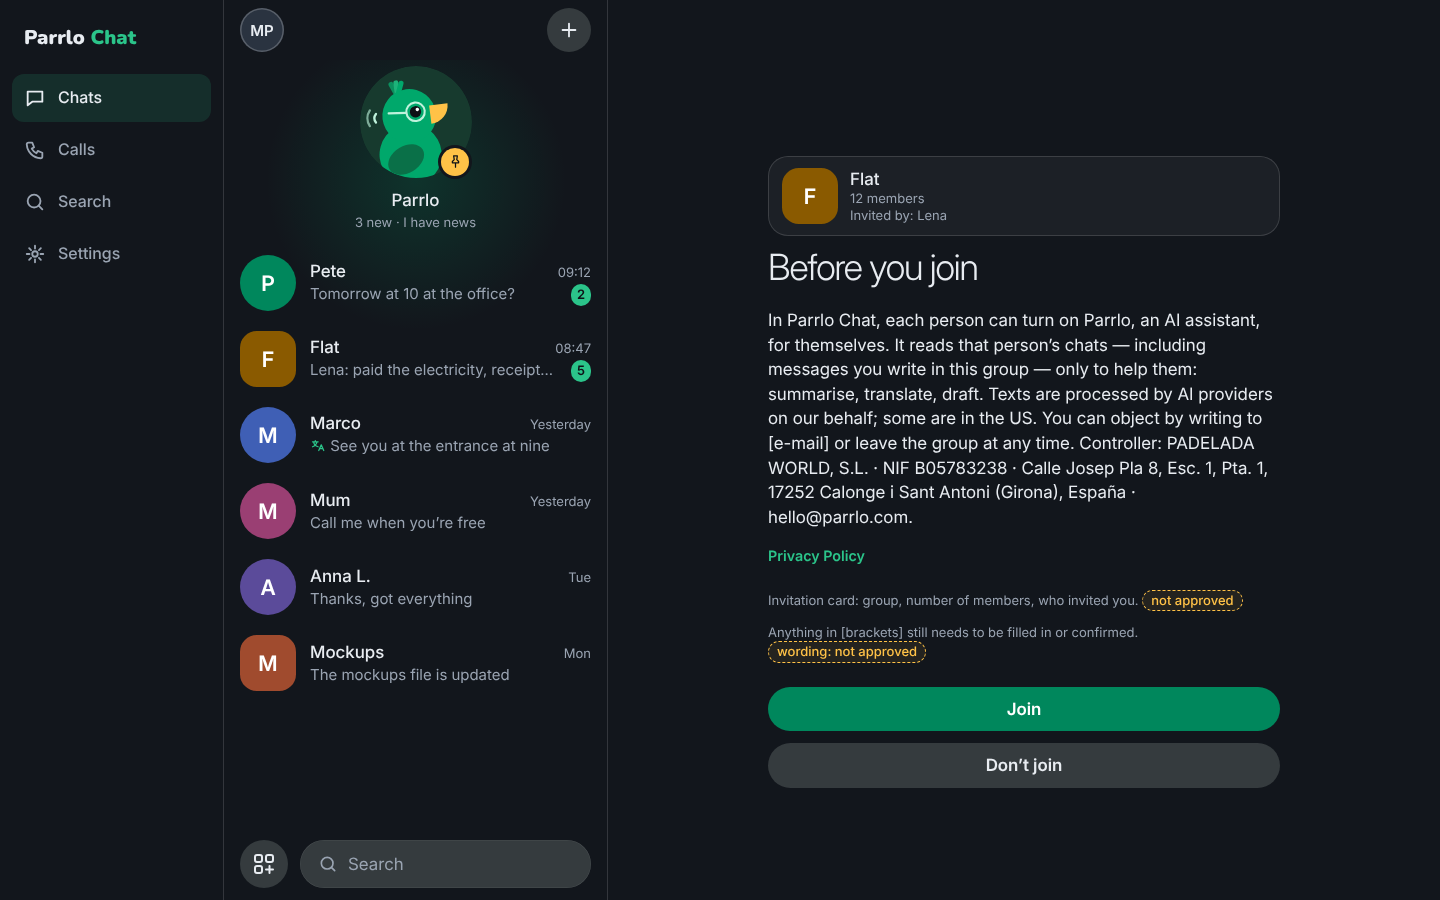 Parrlo Chat
Chats
Calls
Search
Settings
MP
Parrlo
3 new · I have news
P
Pete
09:12
Tomorrow at 10 at the office?
2
F
Flat
08:47
Lena: paid the electricity, receipt...
5
M
Marco
Yesterday
See you at the entrance at nine
M
Mum
Yesterday
Call me when you’re free
A
Anna L.
Tue
Thanks, got everything
M
Mockups
Mon
The mockups file is updated
Search
F
Flat
12 members
Invited by: Lena
Before you join
In Parrlo Chat, each person can turn on Parrlo, an AI assistant,
for themselves. It reads that person’s chats — including
messages you write in this group — only to help them:
summarise, translate, draft. Texts are processed by AI providers
on our behalf; some are in the US. You can object by writing to
[e-mail] or leave the group at any time. Controller: PADELADA
WORLD, S.L. · NIF B05783238 · Calle Josep Pla 8, Esc. 1, Pta. 1,
17252 Calonge i Sant Antoni (Girona), España ·
hello@parrlo.com.
Privacy Policy
Invitation card: group, number of members, who invited you. not approved
Anything in [brackets] still needs to be filled in or confirmed.
wording: not approved
Join
Don’t join